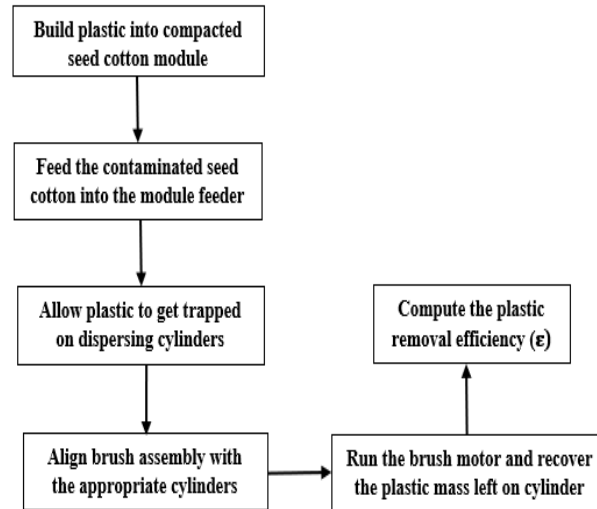 Build plastic into compacted
seed cotton module
Feed the contaminated seed
cotton into the module feeder
Allow plastic to get trapped
on dispersing cylinders
Align brush assembly with
the appropriate cylinders
Run the brush motor and recover
the plastic mass left on cylinder
Compute the plastic
removal efficiency (ε)